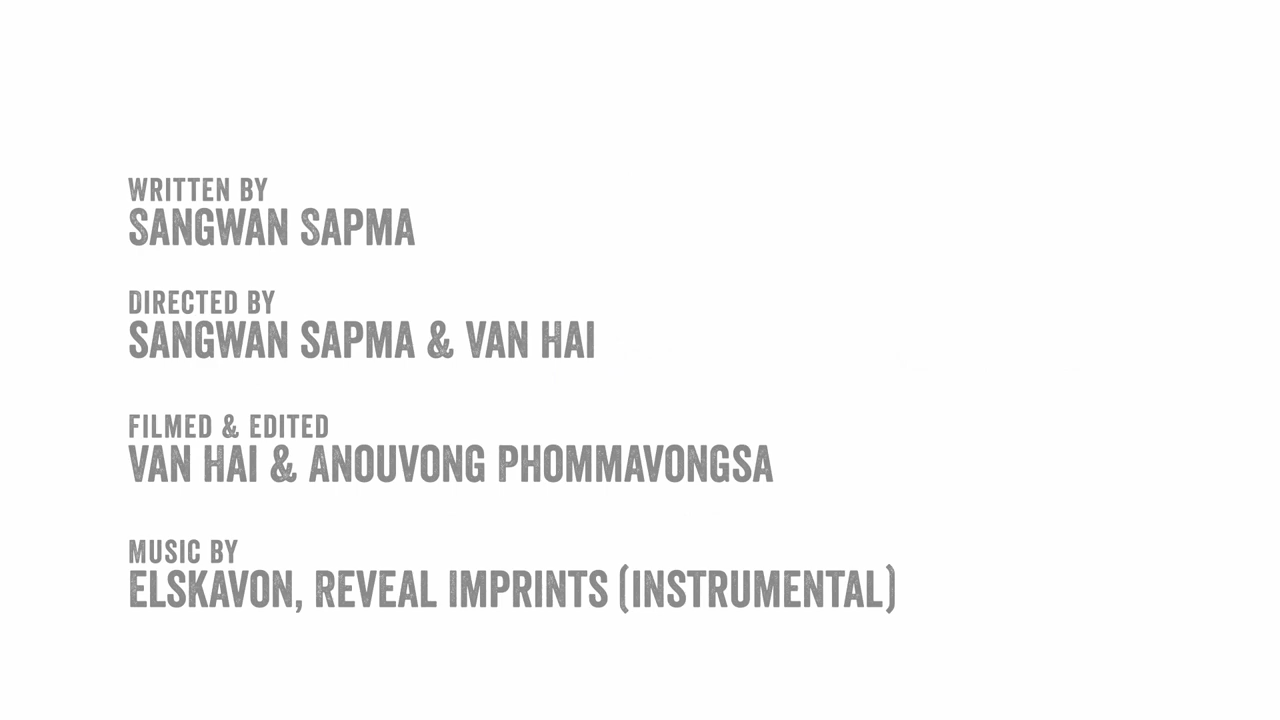 WRITTEN BY
SANGWAN SAPMA
DIRECTED BY
SANGWAN SAPMA & VAN HAI
FILMED & EDITED
VAN HAI & ANOUVONG PHOMMAVONGSA
MUSIC BY
ELSKAVON, REVEAL IMPRINTS (INSTRUMENTAL)